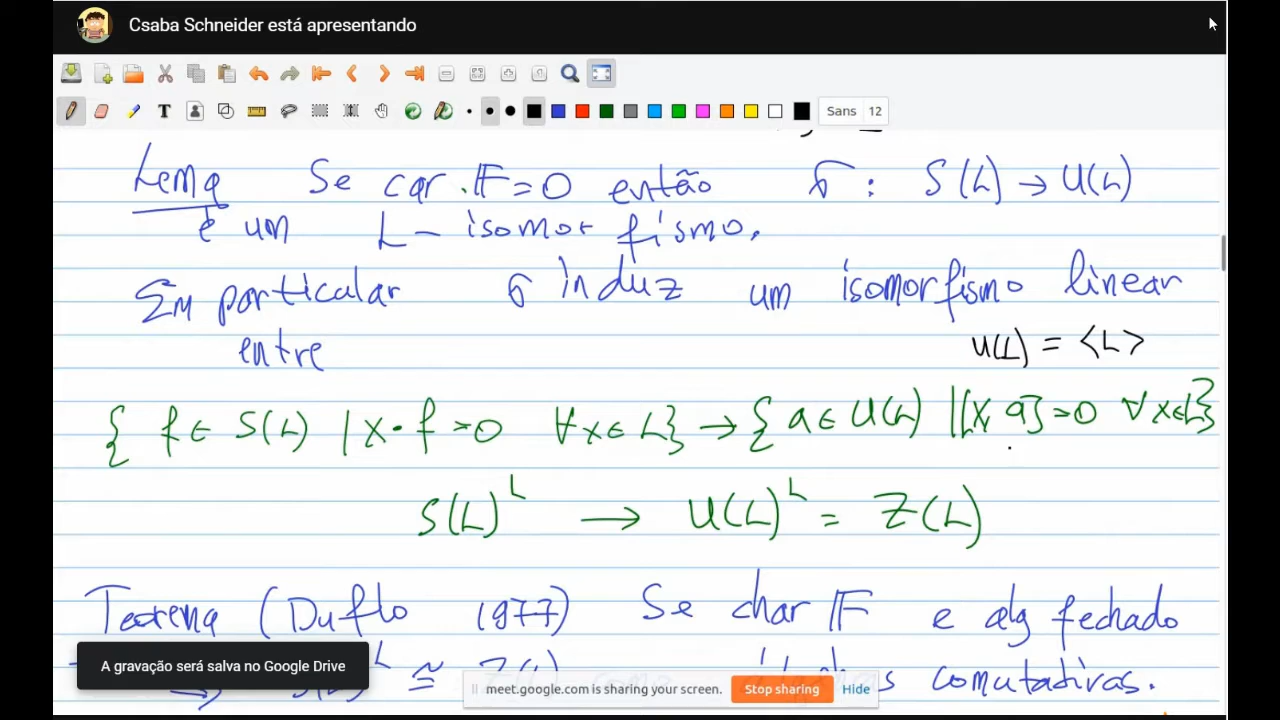 Csaba Schneider está apresentando
T Sans 12
Lema Se car. F = 0 então σ : S(L) → U(L)
é um L - isomorfismo.
Em particular σ induz um isomorfismo linear
entre
U(L) = <L>
{ f ∈ S(L) | x · f = 0 ∀x ∈ L} → { a ∈ U(L) | [x, a] = 0 ∀x∈L}
S(L)^L → U(L)^L = Z(L)
Teorema (Duflo 1977) Se char F e alg fechado
L ≅ comutativas.
A gravação será salva no Google Drive
meet.google.com is sharing your screen. Stop sharing Hide